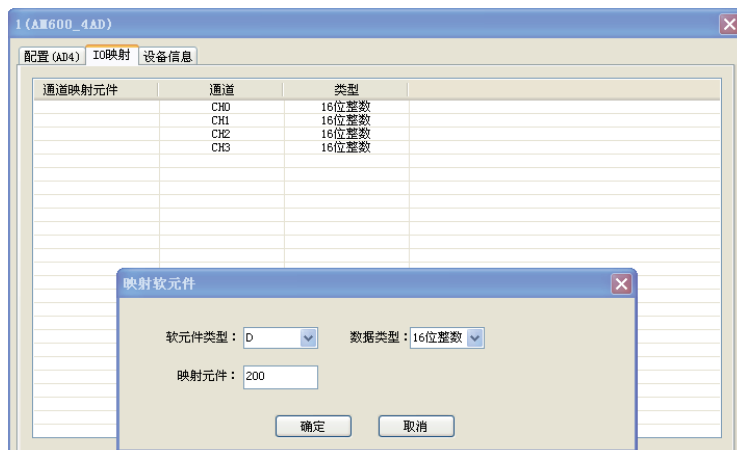 1(AM600_4AD)
配置(AD4) IO映射 设备信息
通道映射元件 通道 类型
CH0 16位整数
CH1 16位整数
CH2 16位整数
CH3 16位整数
映射软元件
软元件类型： D 数据类型： 16位整数
映射元件： 200
确定 取消